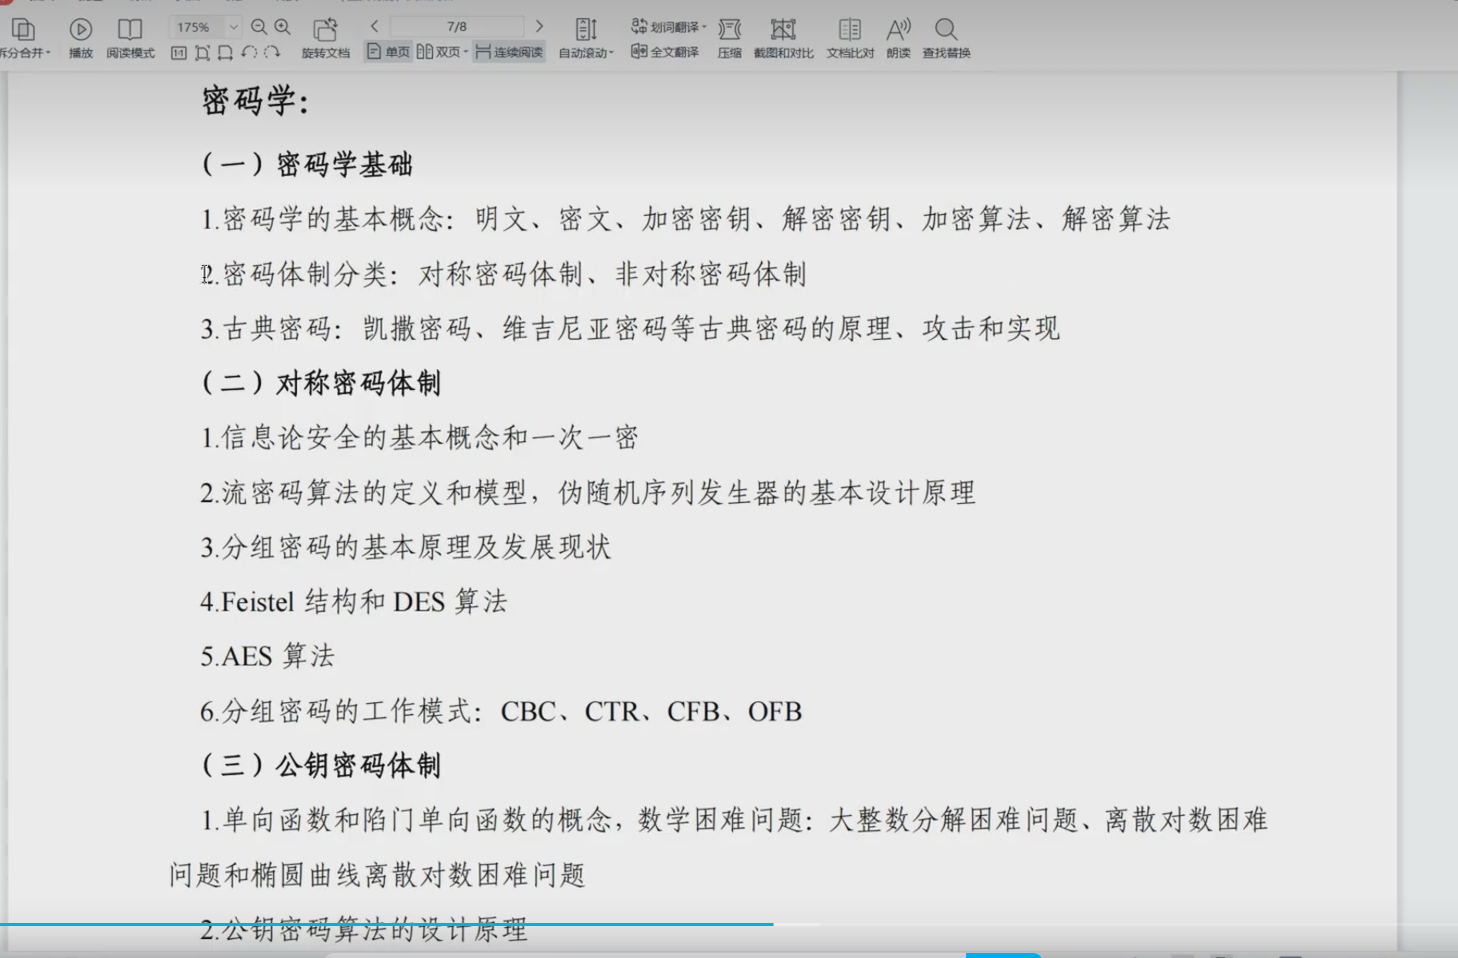 175%
7/8
划词翻译
拆分合并
播放
阅读模式
旋转文档
单页
双页
连续阅读
自动滚动
全文翻译
压缩
截图和对比
文档比对
朗读
查找替换
密码学：
（一）密码学基础
1.密码学的基本概念：明文、密文、加密密钥、解密密钥、加密算法、解密算法
2.密码体制分类：对称密码体制、非对称密码体制
3.古典密码：凯撒密码、维吉尼亚密码等古典密码的原理、攻击和实现
（二）对称密码体制
1.信息论安全的基本概念和一次一密
2.流密码算法的定义和模型，伪随机序列发生器的基本设计原理
3.分组密码的基本原理及发展现状
4.Feistel 结构和 DES 算法
5.AES 算法
6.分组密码的工作模式：CBC、CTR、CFB、OFB
（三）公钥密码体制
1.单向函数和陷门单向函数的概念，数学困难问题：大整数分解困难问题、离散对数困难
问题和椭圆曲线离散对数困难问题
2.公钥密码算法的设计原理